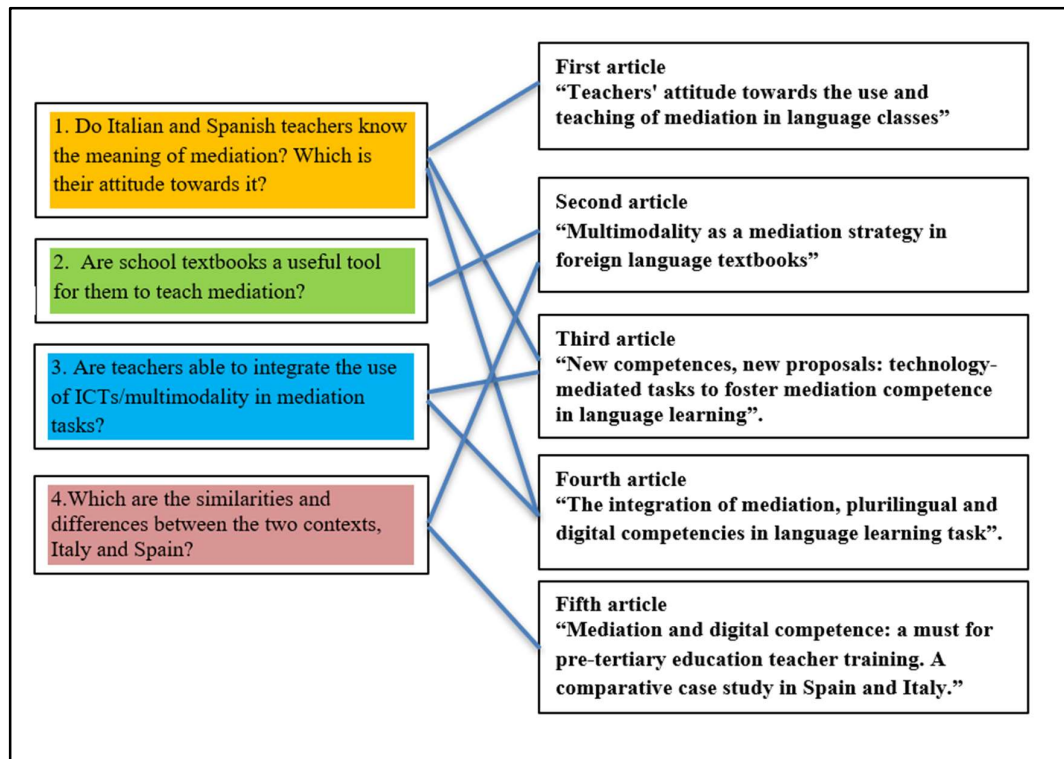 1. Do Italian and Spanish teachers know
the meaning of mediation? Which is
their attitude towards it?
2. Are school textbooks a useful tool
for them to teach mediation?
3. Are teachers able to integrate the use
of ICTs/multimodality in mediation
tasks?
4.Which are the similarities and
differences between the two contexts,
Italy and Spain?
First article
“Teachers' attitude towards the use and
teaching of mediation in language classes”
Second article
“Multimodality as a mediation strategy in
foreign language textbooks”
Third article
“New competences, new proposals: technology-
mediated tasks to foster mediation competence
in language learning”.
Fourth article
“The integration of mediation, plurilingual and
digital competencies in language learning task”.
Fifth article
“Mediation and digital competence: a must for
pre-tertiary education teacher training. A
comparative case study in Spain and Italy.”